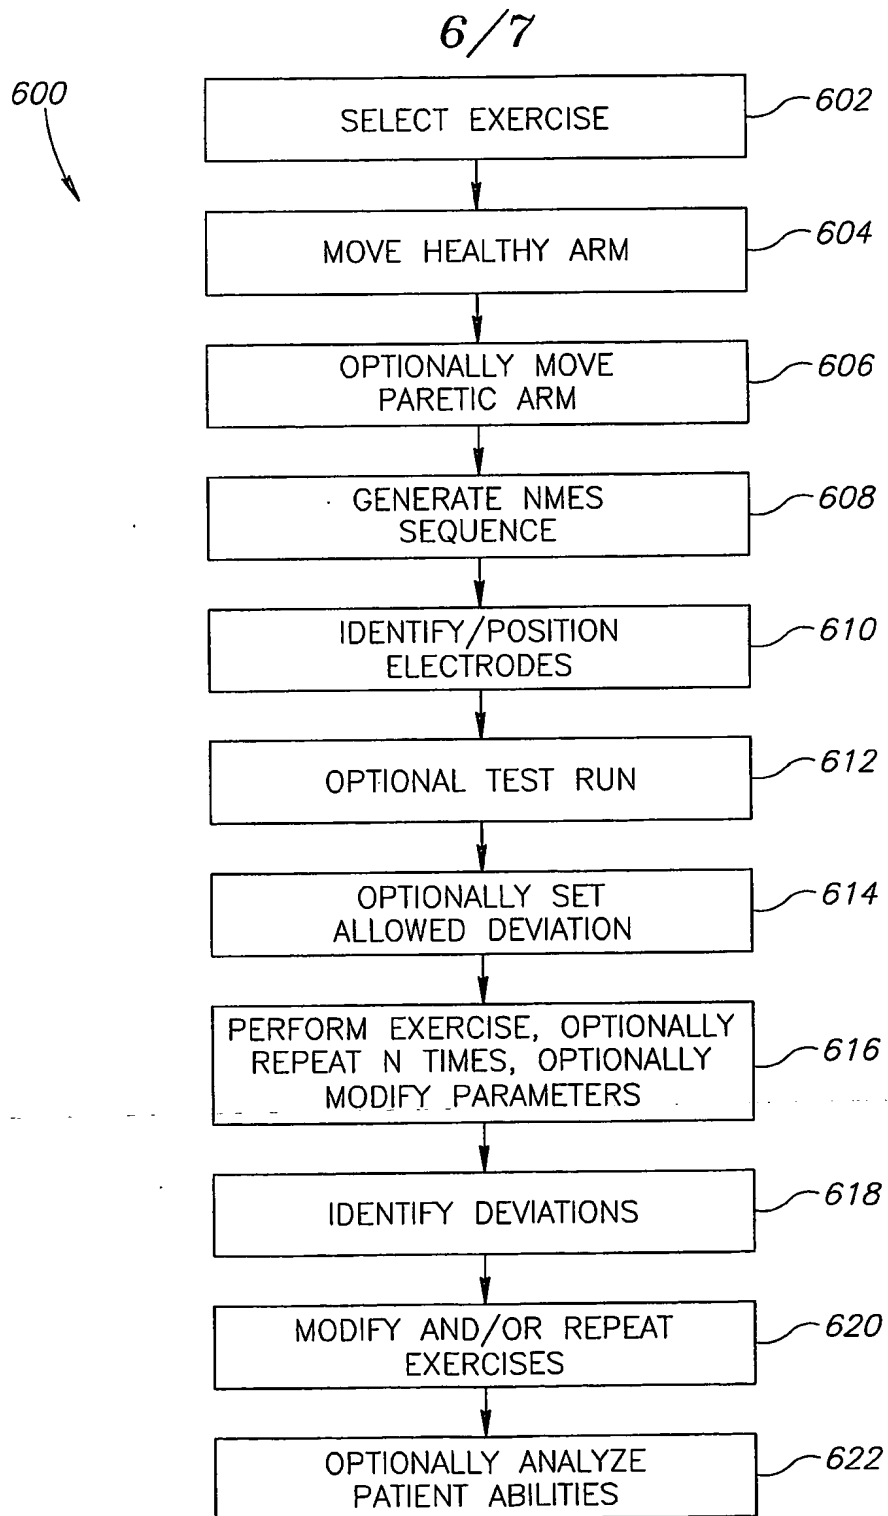 6/7
600
SELECT EXERCISE
602
MOVE HEALTHY ARM
604
OPTIONALLY MOVE
PARETIC ARM
606
GENERATE NMES
SEQUENCE
608
IDENTIFY/POSITION
ELECTRODES
610
OPTIONAL TEST RUN
612
OPTIONALLY SET
ALLOWED DEVIATION
614
PERFORM EXERCISE, OPTIONALLY
REPEAT N TIMES, OPTIONALLY
MODIFY PARAMETERS
616
IDENTIFY DEVIATIONS
618
MODIFY AND/OR REPEAT
EXERCISES
620
OPTIONALLY ANALYZE
PATIENT ABILITIES
622